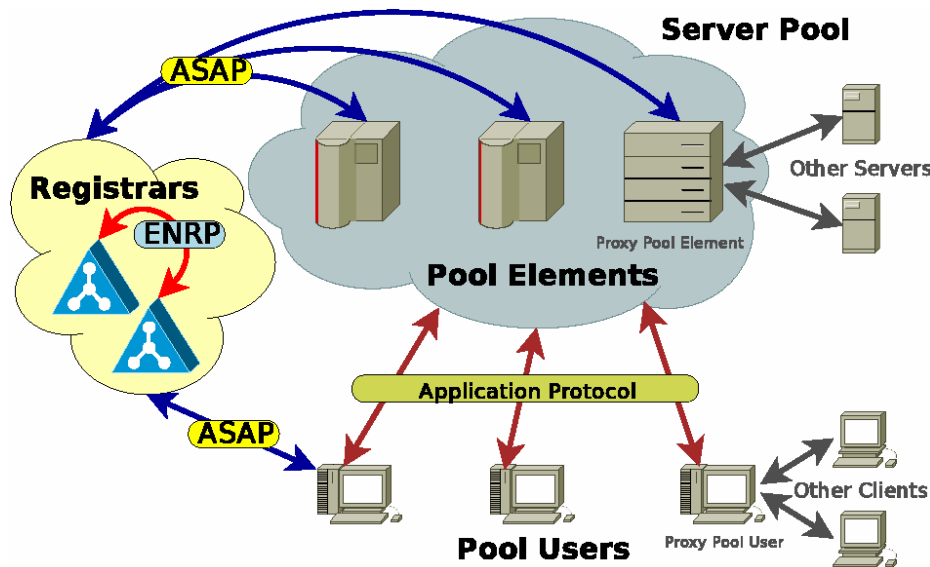 Server Pool
ASAP
Other Servers
Registrars
ENRP
Proxy Pool Element
Pool Elements
Application Protocol
ASAP
Other Clients
Proxy Pool User
Pool Users